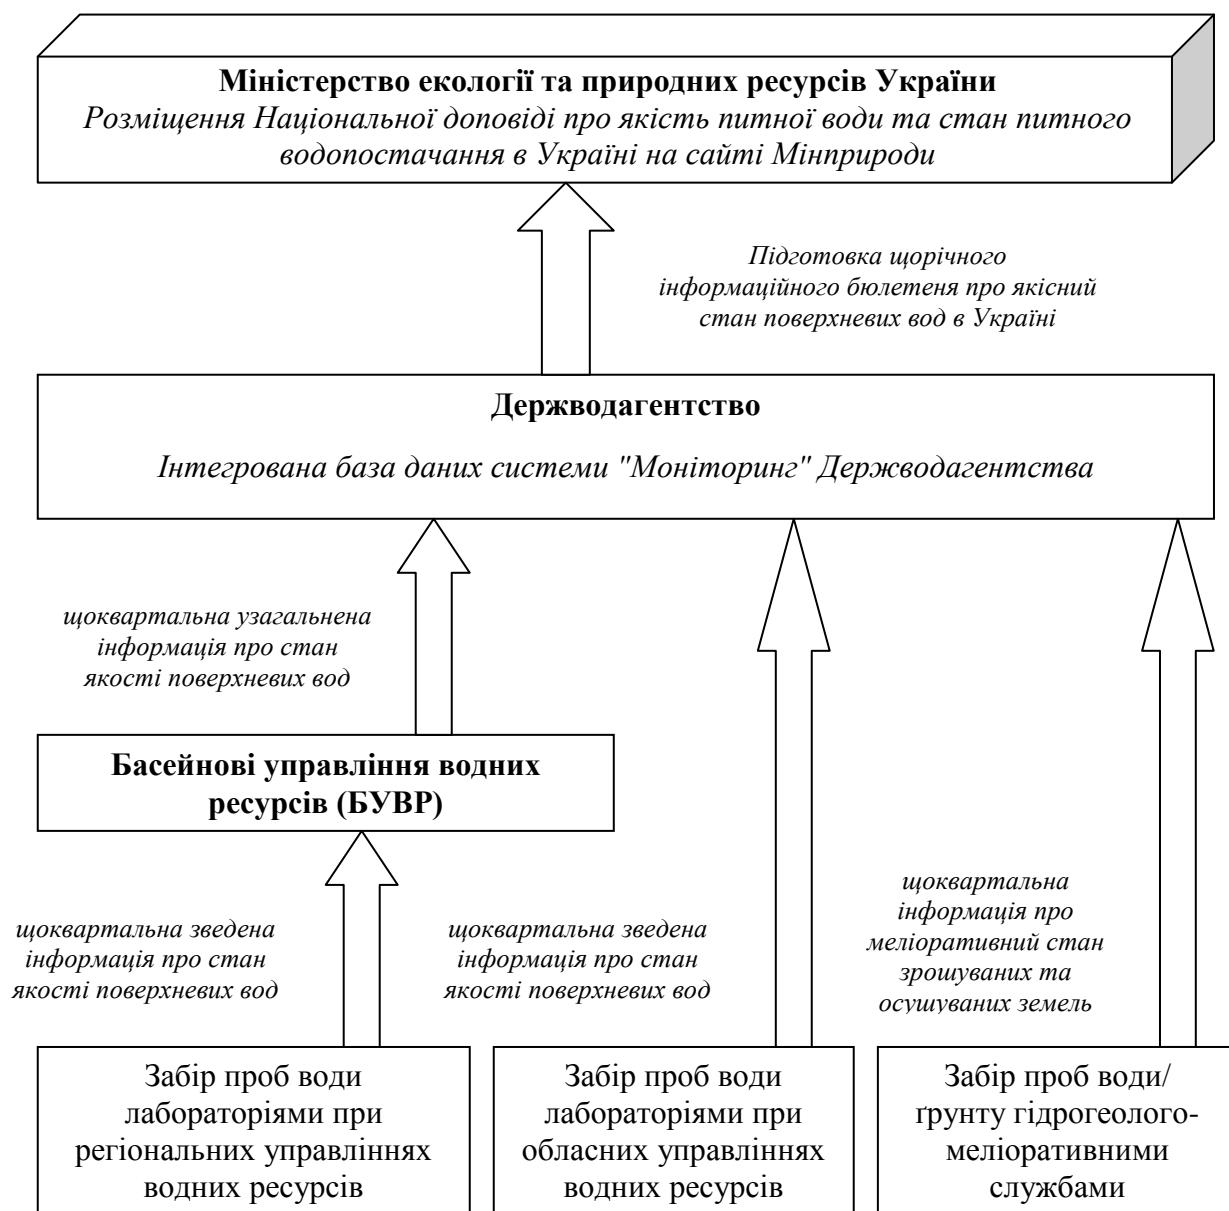 Міністерство екології та природних ресурсів України
Розміщення Національної доповіді про якість питної води та стан питного
водопостачання в Україні на сайті Мінприроди
Підготовка щорічного
інформаційного бюлетеня про якісний
стан поверхневих вод в Україні
Держводагентство
Інтегрована база даних системи "Моніторинг" Держводагентства
щоквартальна узагальнена
інформація про стан
якості поверхневих вод
Басейнові управління водних
ресурсів (БУВР)
щоквартальна зведена
інформація про стан
якості поверхневих вод
щоквартальна зведена
інформація про стан
якості поверхневих вод
щоквартальна
інформація про
меліоративний стан
зрошуваних та
осушуваних земель
Забір проб води
лабораторіями при
регіональних управліннях
водних ресурсів
Забір проб води
лабораторіями при
обласних управліннях
водних ресурсів
Забір проб води/
ґрунту гідрогеолого-
меліоративними
службами